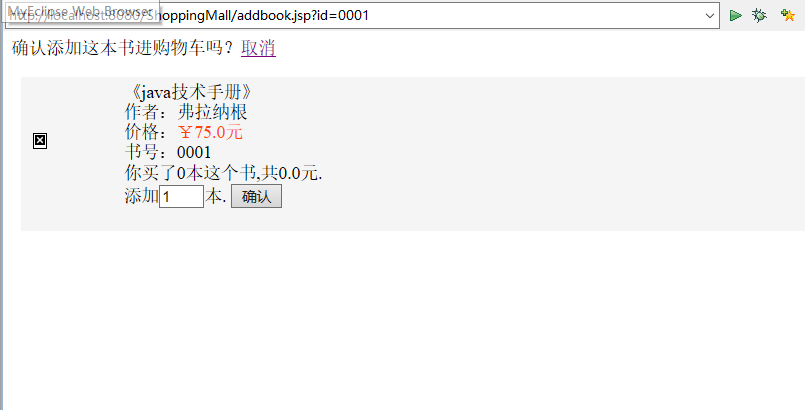 MyEclipse Web Browser
http://localhost:8080/ShoppingMall/addbook.jsp?id=0001
确认添加这本书进购物车吗？取消
《java技术手册》
作者：弗拉纳根
价格：￥75.0元
书号：0001
你买了0本这个书,共0.0元.
添加1本. 确认